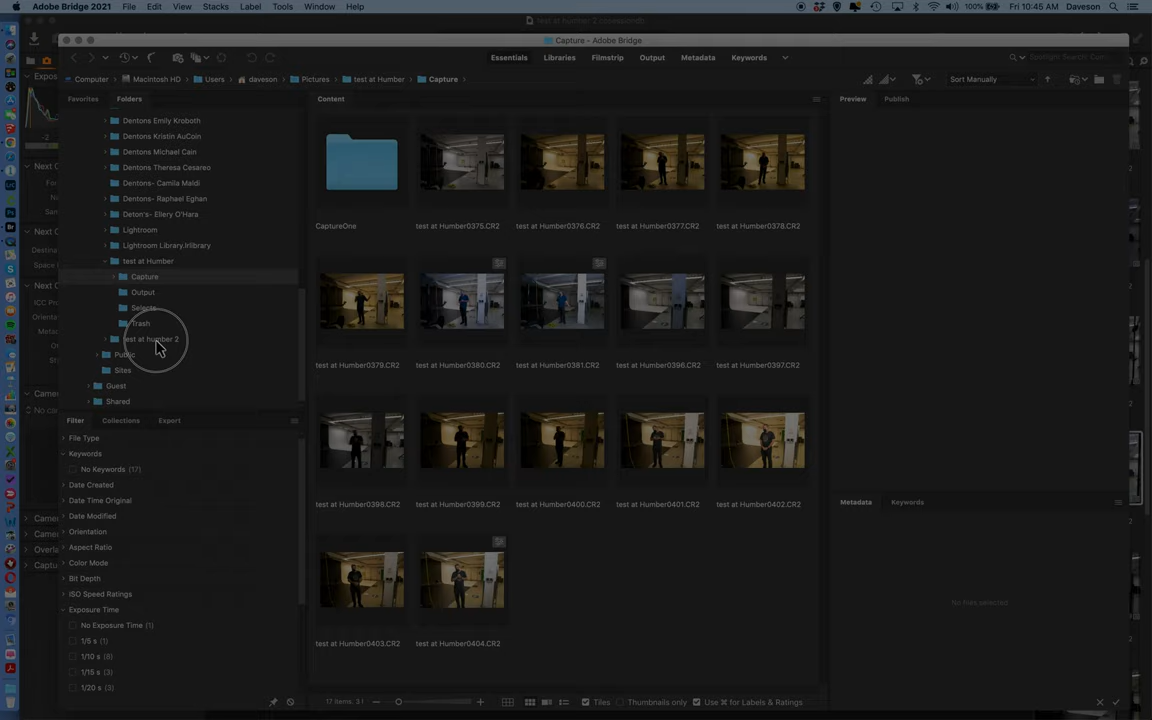 Adobe Bridge 2021 File Edit View Stacks Label Tools Window Help 100% Fri 10:45 AM Daveson
Capture - Adobe Bridge
Essentials Libraries Filmstrip Output Metadata Keywords
Computer Macintosh HD Users daveson Pictures test at Humber Capture Sort Manually
Favorites Folders
Dentons Emily Kroboth
Dentons Kristin AuCoin
Dentons Michael Cain
Dentons Theresa Cesareo
Dentons- Camila Maldi
Dentons- Raphael Eghan
Denton's- Ellery O'Hara
Lightroom
Lightroom Library.lrlibrary
test at Humber
Capture
Output
Selects
Trash
test at humber 2
Public
Sites
Guest
Shared
Filter Collections Export
File Type
Keywords
No Keywords (17)
Date Created
Date Time Original
Date Modified
Orientation
Aspect Ratio
Color Mode
Bit Depth
ISO Speed Ratings
Exposure Time
No Exposure Time (1)
1/5 s (1)
1/10 s (8)
1/15 s (3)
1/20 s (3)
Content
CaptureOne test at Humber0375.CR2 test at Humber0376.CR2 test at Humber0377.CR2 test at Humber0378.CR2
test at Humber0379.CR2 test at Humber0380.CR2 test at Humber0381.CR2 test at Humber0396.CR2 test at Humber0397.CR2
test at Humber0398.CR2 test at Humber0399.CR2 test at Humber0400.CR2 test at Humber0401.CR2 test at Humber0402.CR2
test at Humber0403.CR2 test at Humber0404.CR2
Tiles Thumbnails only Use ⌘ for Labels & Ratings
Preview Publish
Metadata Keywords
No files selected